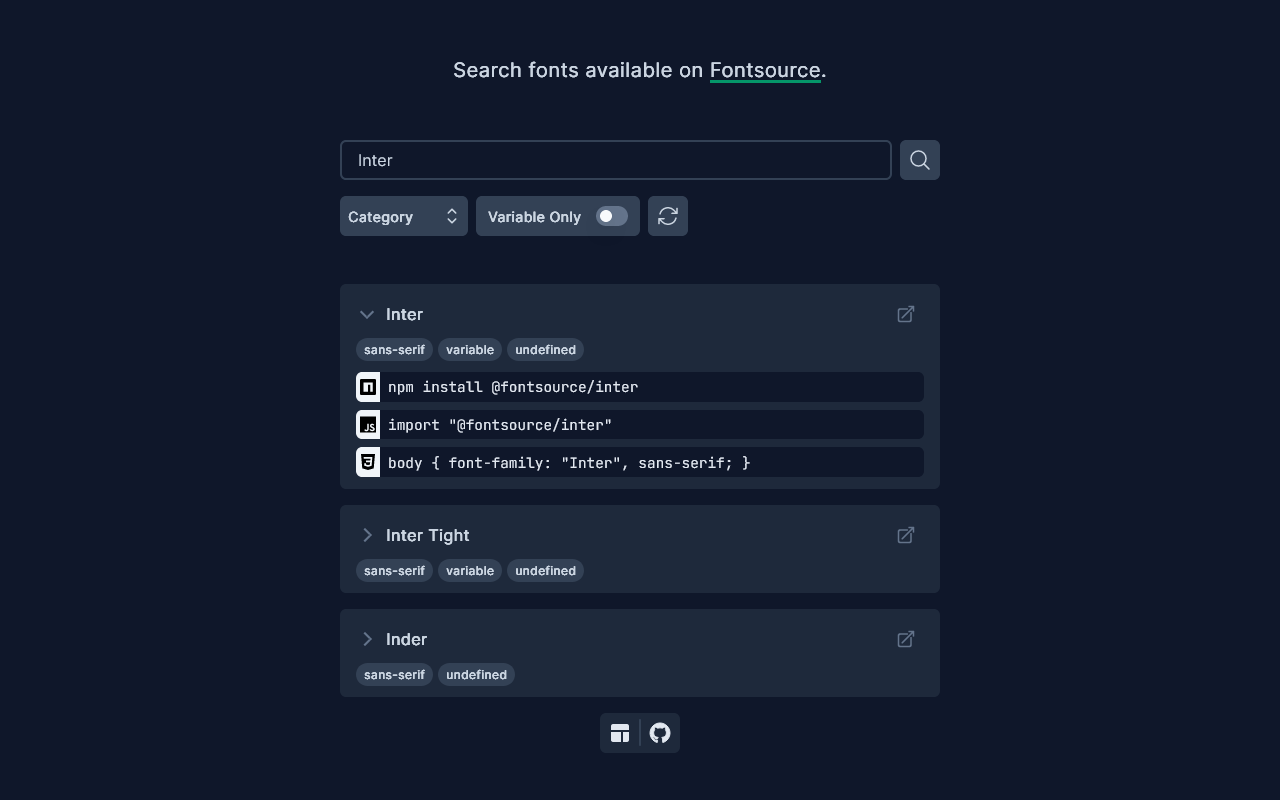 Search fonts available on Fontsource.
Inter
Category
Variable Only
Inter
sans-serif variable undefined
npm install @fontsource/inter
JS import "@fontsource/inter"
body { font-family: "Inter", sans-serif; }
Inter Tight
sans-serif variable undefined
Inder
sans-serif undefined